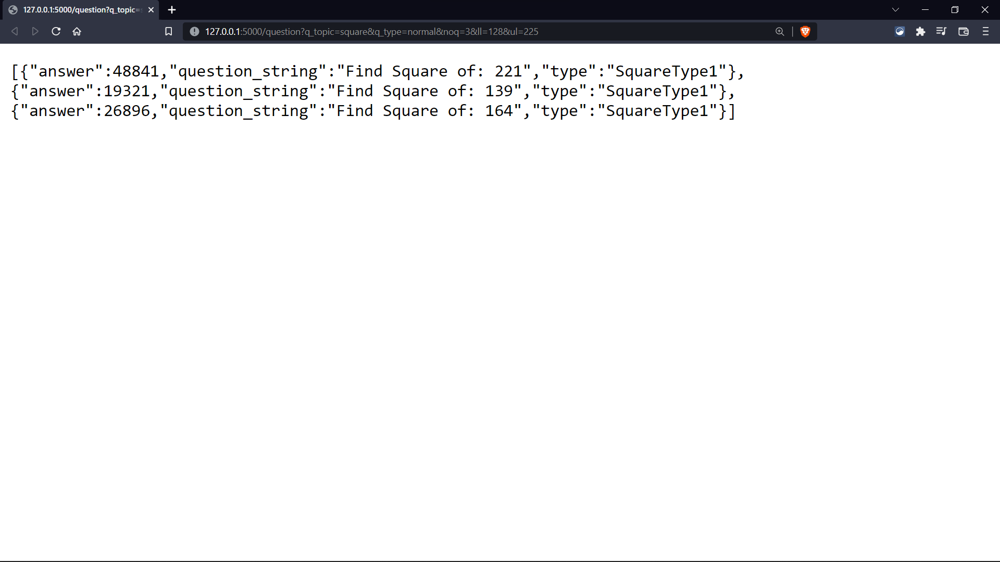 127.0.0.1:5000/question?q_topic=s
127.0.0.1:5000/question?q_topic=square&q_type=normal&noq=3&ll=128&ul=225
[{"answer":48841,"question_string":"Find Square of: 221","type":"SquareType1"},
{"answer":19321,"question_string":"Find Square of: 139","type":"SquareType1"},
{"answer":26896,"question_string":"Find Square of: 164","type":"SquareType1"}]